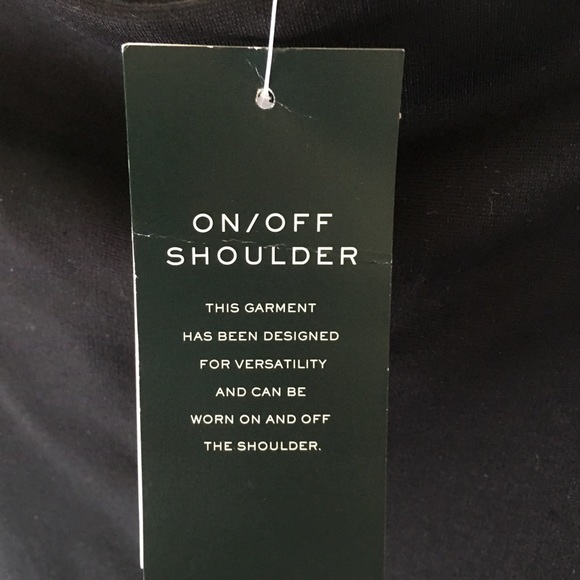 ON/OFF
SHOULDER
THIS GARMENT
HAS BEEN DESIGNED
FOR VERSATILITY
AND CAN BE
WORN ON AND OFF
THE SHOULDER.